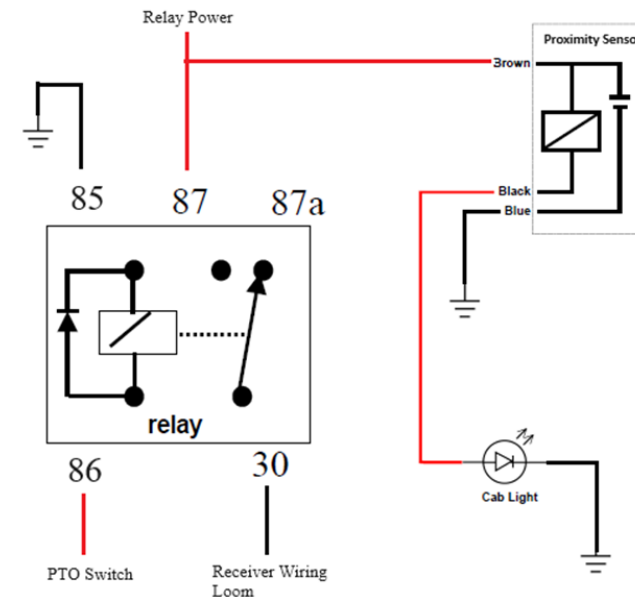 Relay Power
Proximity Senso
Brown
85
87
87a
Black
Blue
relay
86
30
Cab Light
PTO Switch
Receiver Wiring
Loom